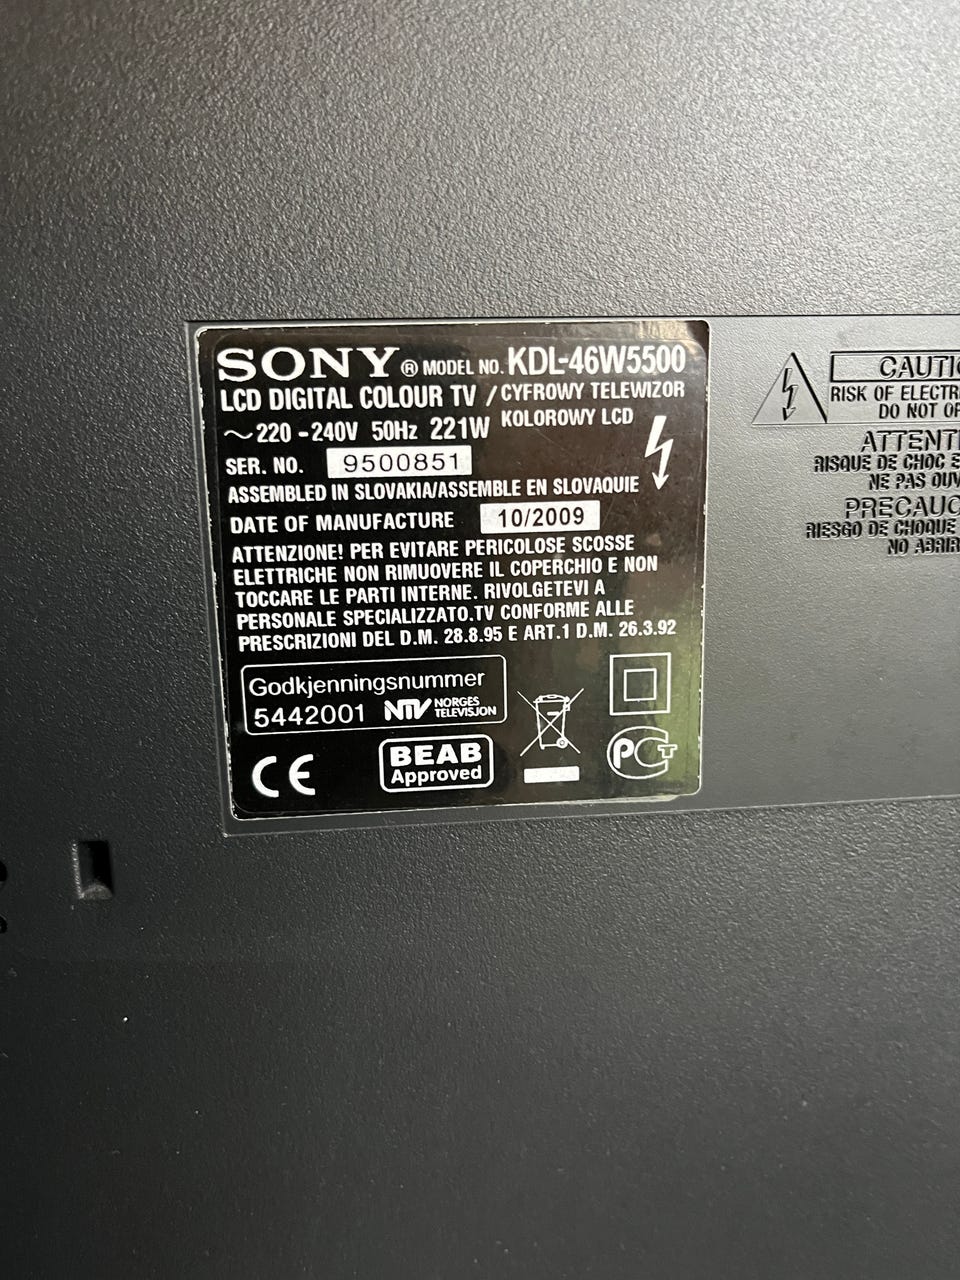 SONY® MODEL NO. KDL-46W5500
LCD DIGITAL COLOUR TV / CYFROWY TELEWIZOR
KOLOROWY LCD
~220 -240V 50Hz 221W
SER. NO. 9500851
ASSEMBLED IN SLOVAKIA/ASSEMBLE EN SLOVAQUIE
DATE OF MANUFACTURE 10/2009
ATTENZIONE! PER EVITARE PERICOLOSE SCOSSE
ELETTRICHE NON RIMUOVERE IL COPERCHIO E NON
TOCCARE LE PARTI INTERNE. RIVOLGETEVI A
PERSONALE SPECIALIZZATO.TV CONFORME ALLE
PRESCRIZIONI DEL D.M. 28.8.95 E ART.1 D.M. 26.3.92
Godkjenningsnummer
5442001 NTV NORGES
TELEVISJON
CE
BEAB
Approved
PCT
CAUTIO
RISK OF ELECTR
DO NOT OP
ATTENTI
RISQUE DE CHOC E
NE PAS OUV
PRECAUC
RIESGO DE CHOQUE
NO ABRIR